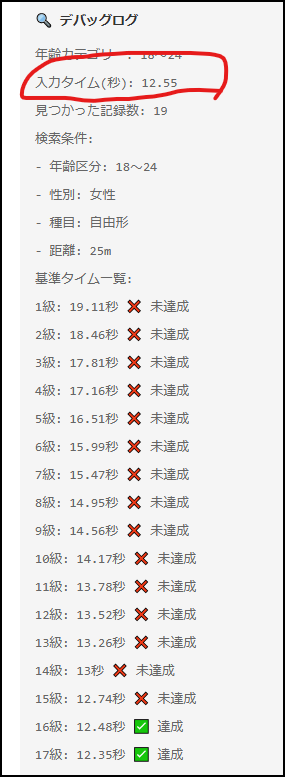 🔍 デバッグログ
年齢カテゴリー: 18～24
入力タイム(秒): 12.55
見つかった記録数: 19
検索条件:
- 年齢区分: 18～24
- 性別: 女性
- 種目: 自由形
- 距離: 25m
基準タイム一覧:
1級: 19.11秒 ❌ 未達成
2級: 18.46秒 ❌ 未達成
3級: 17.81秒 ❌ 未達成
4級: 17.16秒 ❌ 未達成
5級: 16.51秒 ❌ 未達成
6級: 15.99秒 ❌ 未達成
7級: 15.47秒 ❌ 未達成
8級: 14.95秒 ❌ 未達成
9級: 14.56秒 ❌ 未達成
10級: 14.17秒 ❌ 未達成
11級: 13.78秒 ❌ 未達成
12級: 13.52秒 ❌ 未達成
13級: 13.26秒 ❌ 未達成
14級: 13秒 ❌ 未達成
15級: 12.74秒 ❌ 未達成
16級: 12.48秒 ✅ 達成
17級: 12.35秒 ✅ 達成